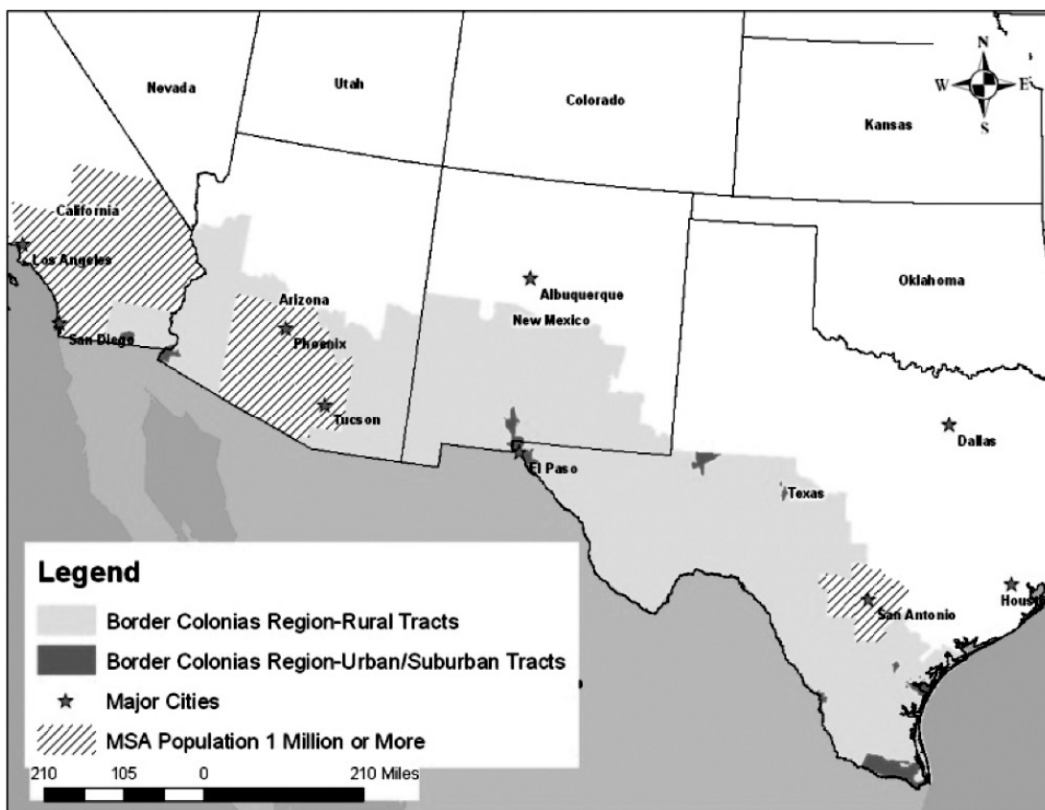 N
W E
S
Nevada
Utah
Colorado
Kansas
California
Los Angeles
San Diego
Arizona
Phoenix
Tucson
Albuquerque
New Mexico
Oklahoma
El Paso
Dallas
Texas
San Antonio
Hous
Legend
Border Colonias Region-Rural Tracts
Border Colonias Region-Urban/Suburban Tracts
Major Cities
MSA Population 1 Million or More
210 105 0 210 Miles